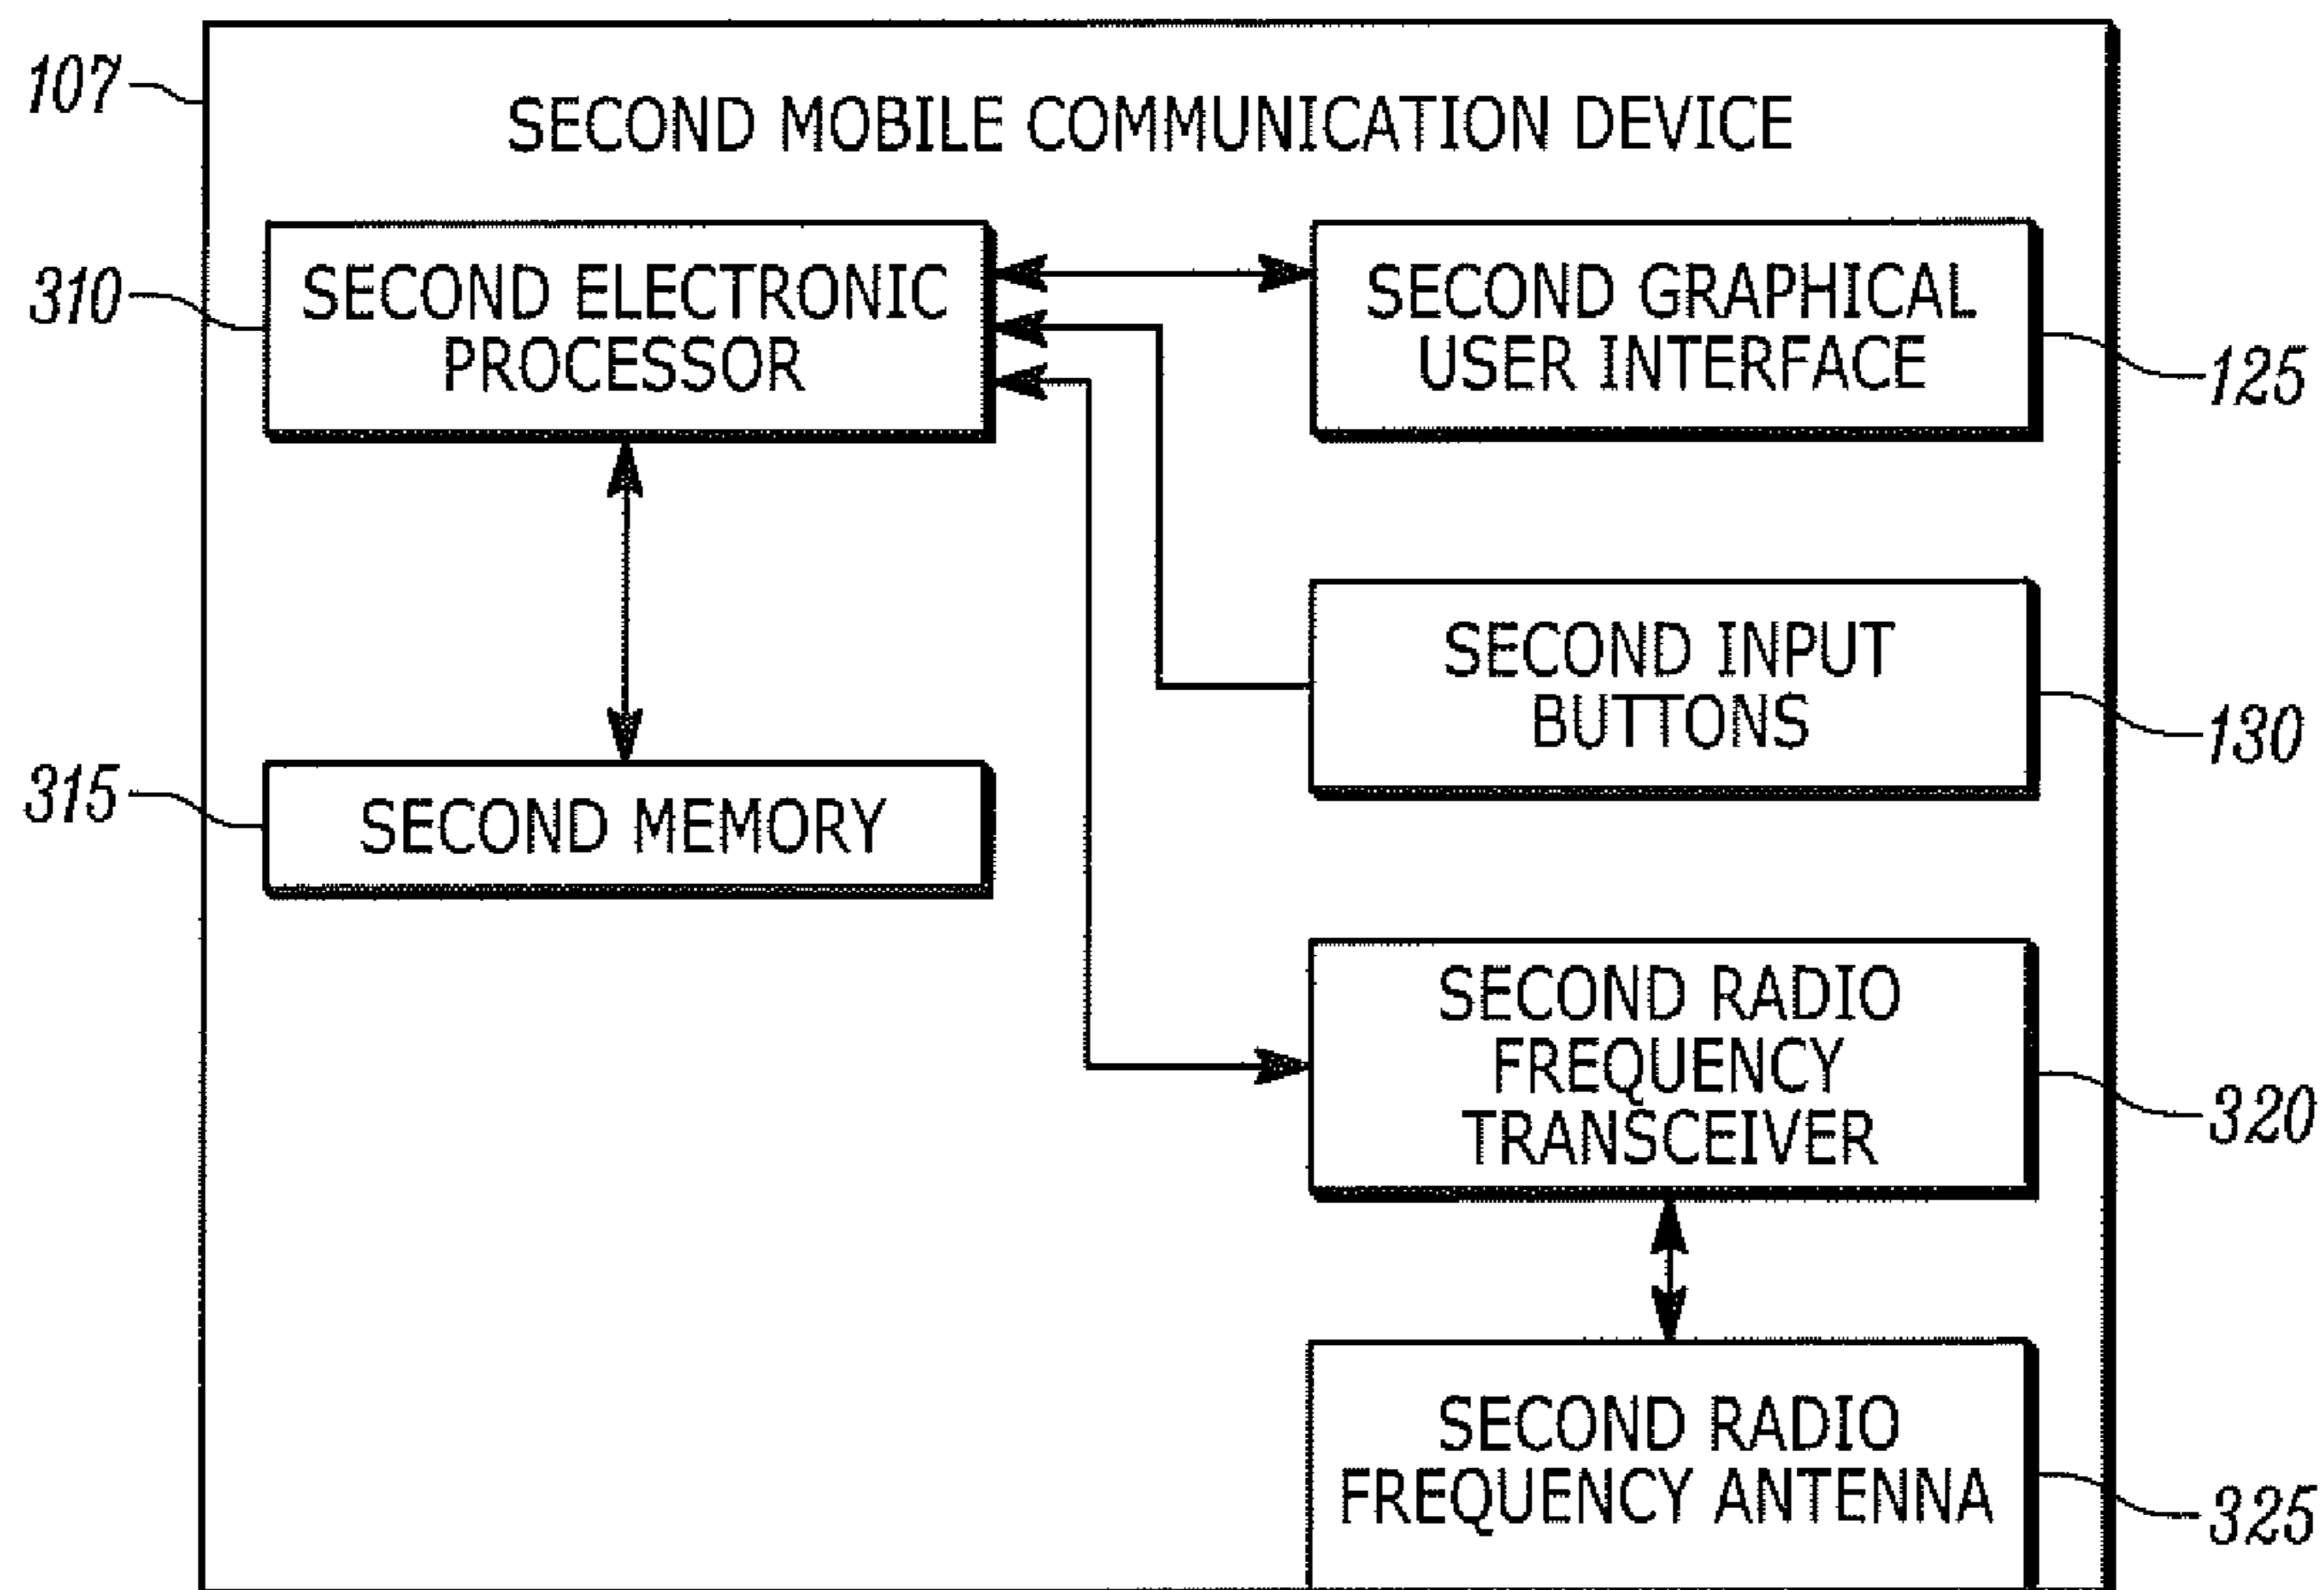 107
SECOND MOBILE COMMUNICATION DEVICE
310
SECOND ELECTRONIC
PROCESSOR
SECOND GRAPHICAL
USER INTERFACE
125
SECOND INPUT
BUTTONS
130
315
SECOND MEMORY
SECOND RADIO
FREQUENCY
TRANSCEIVER
320
SECOND RADIO
FREQUENCY ANTENNA
325